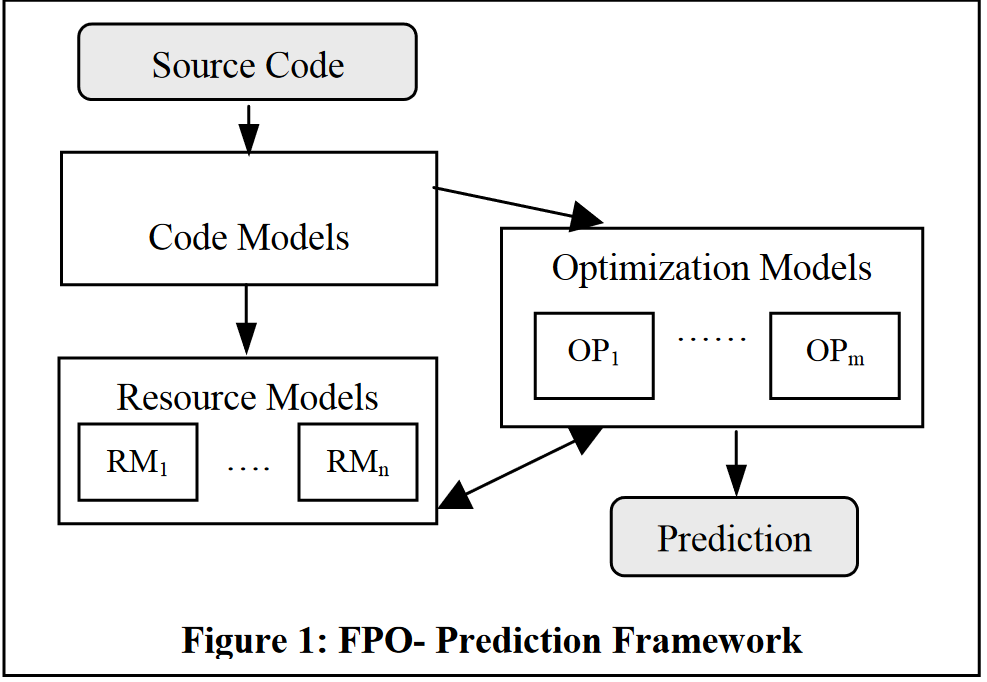 Source Code
Code Models
Optimization Models
OP₁ ...... OPₘ
Resource Models
RM₁ .... RMₙ
Prediction
Figure 1: FPO- Prediction Framework